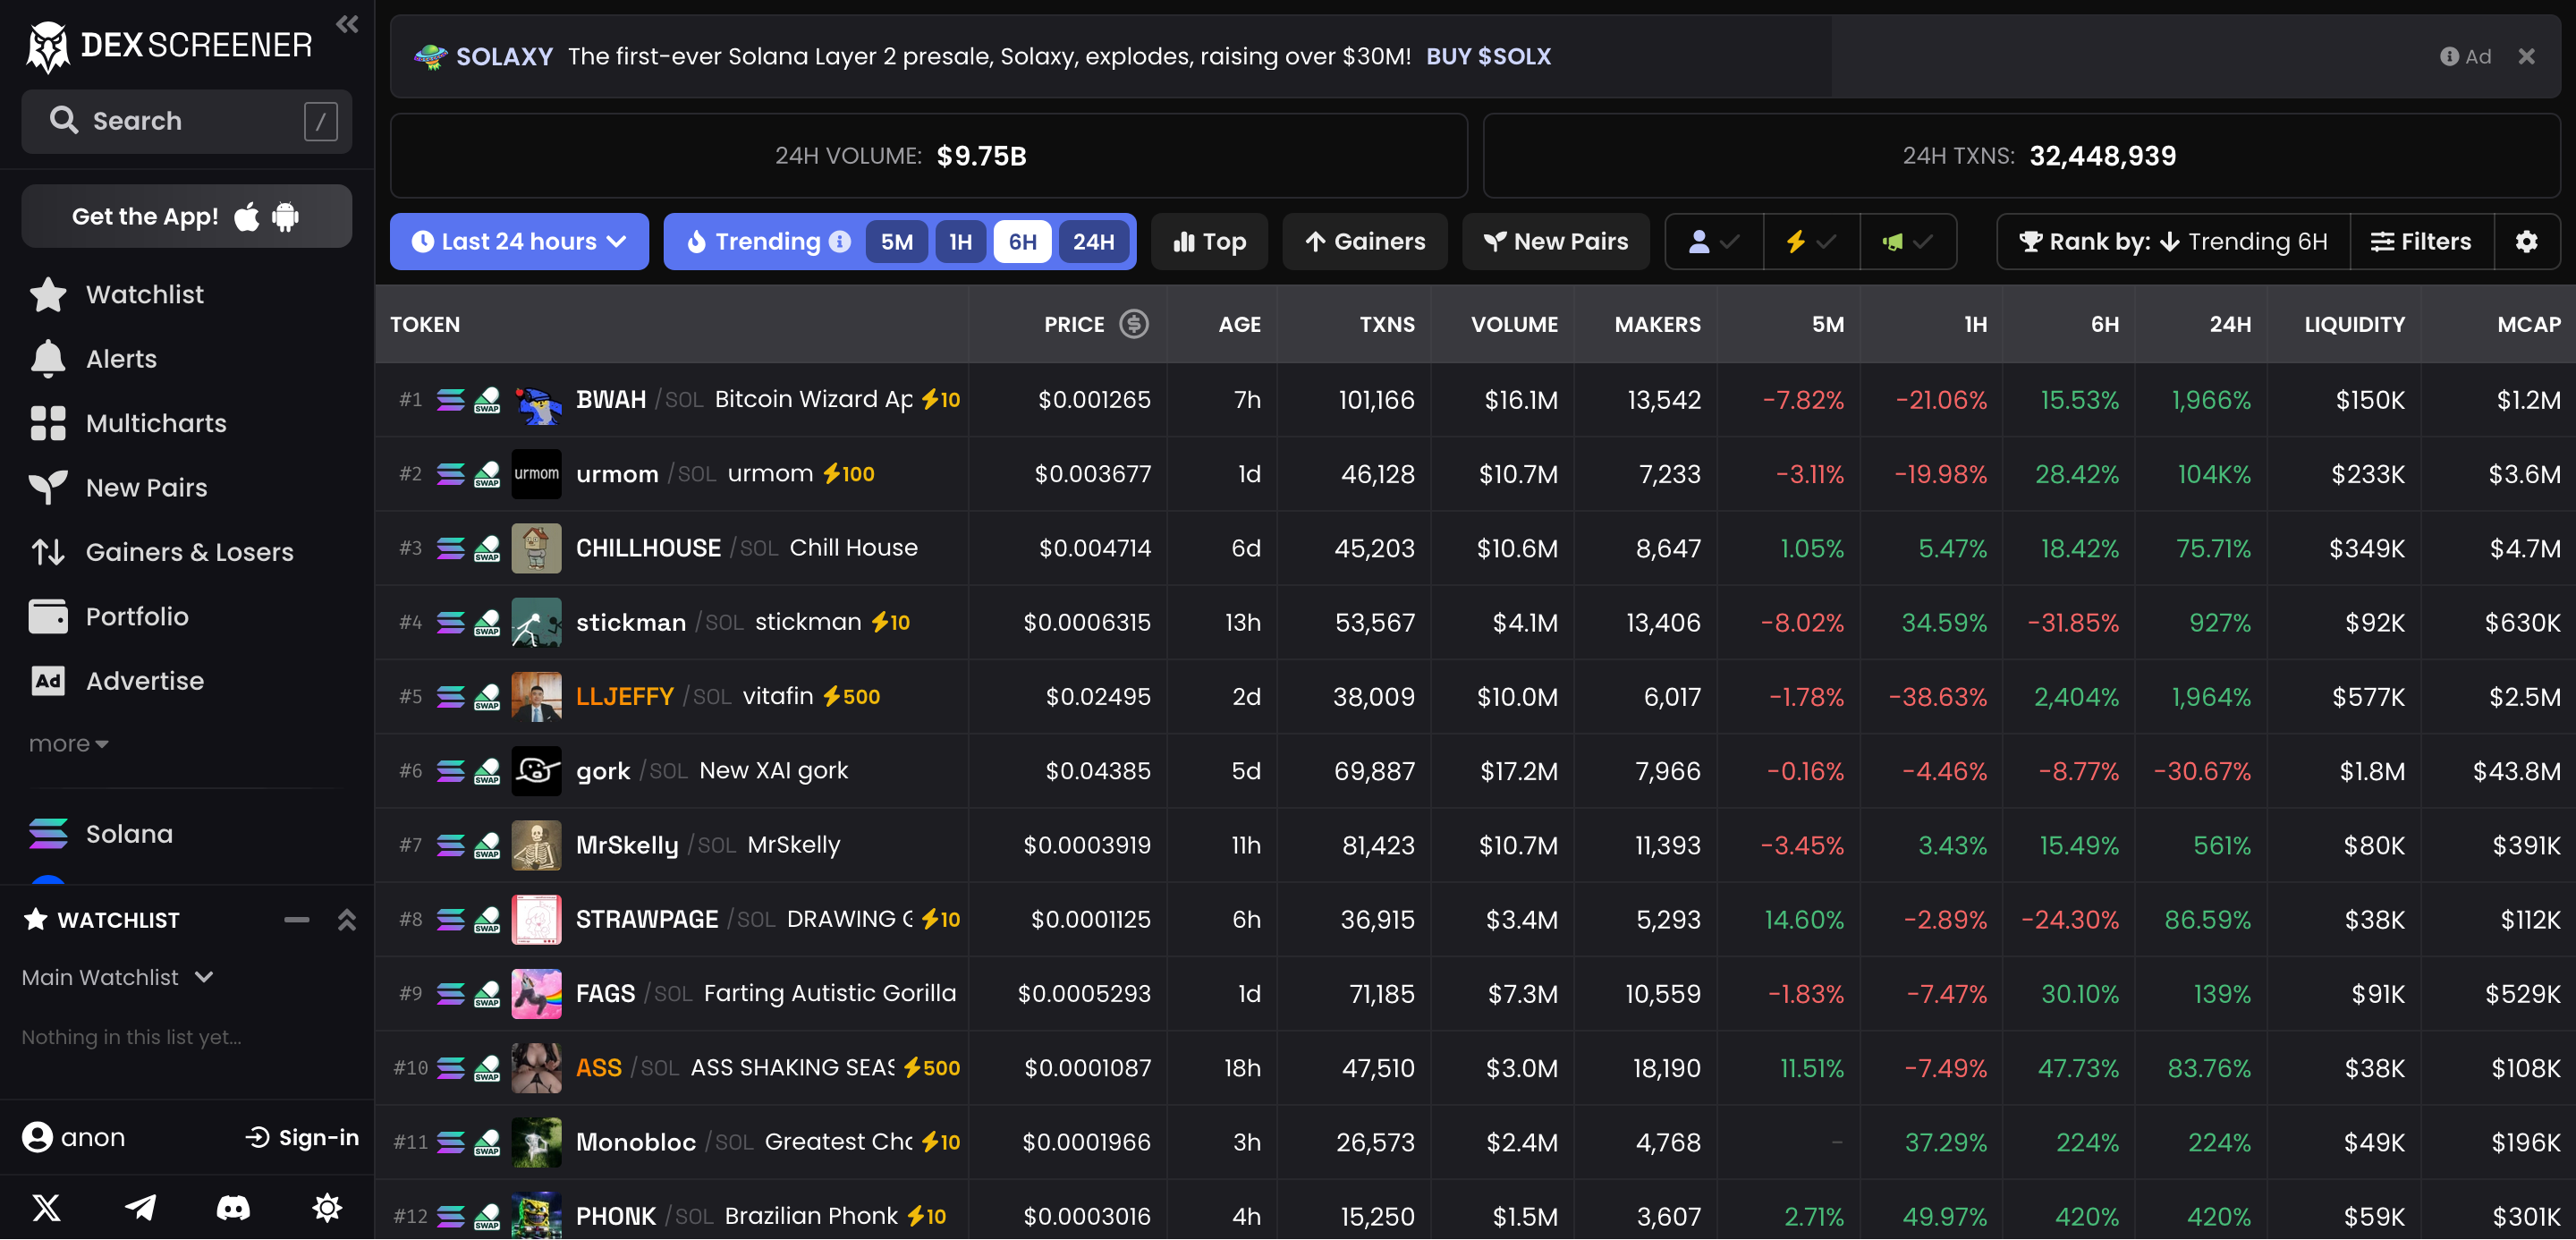 DEX SCREENER
Search /
Get the App!
Watchlist
Alerts
Multicharts
New Pairs
Gainers & Losers
Portfolio
Ad Advertise
more
Solana
WATCHLIST
Main Watchlist
Nothing in this list yet...
anon Sign-in
SOLAXY The first-ever Solana Layer 2 presale, Solaxy, explodes, raising over $30M! BUY $SOLX Ad
24H VOLUME: $9.75B 24H TXNS: 32,448,939
Last 24 hours Trending 5M 1H 6H 24H Top Gainers New Pairs Rank by: Trending 6H Filters
TOKEN PRICE AGE TXNS VOLUME MAKERS 5M 1H 6H 24H LIQUIDITY MCAP
#1 SWAP BWAH /SOL Bitcoin Wizard Ap 10 $0.001265 7h 101,166 $16.1M 13,542 -7.82% -21.06% 15.53% 1,966% $150K $1.2M
#2 SWAP urmom urmom /SOL urmom 100 $0.003677 1d 46,128 $10.7M 7,233 -3.11% -19.98% 28.42% 104K% $233K $3.6M
#3 SWAP CHILLHOUSE /SOL Chill House $0.004714 6d 45,203 $10.6M 8,647 1.05% 5.47% 18.42% 75.71% $349K $4.7M
#4 SWAP stickman /SOL stickman 10 $0.0006315 13h 53,567 $4.1M 13,406 -8.02% 34.59% -31.85% 927% $92K $630K
#5 SWAP LLJEFFY /SOL vitafin 500 $0.02495 2d 38,009 $10.0M 6,017 -1.78% -38.63% 2,404% 1,964% $577K $2.5M
#6 SWAP gork /SOL New XAI gork $0.04385 5d 69,887 $17.2M 7,966 -0.16% -4.46% -8.77% -30.67% $1.8M $43.8M
#7 SWAP MrSkelly /SOL MrSkelly $0.0003919 11h 81,423 $10.7M 11,393 -3.45% 3.43% 15.49% 561% $80K $391K
#8 SWAP STRAWPAGE /SOL DRAWING 10 $0.0001125 6h 36,915 $3.4M 5,293 14.60% -2.89% -24.30% 86.59% $38K $112K
#9 SWAP FAGS /SOL Farting Autistic Gorilla $0.0005293 1d 71,185 $7.3M 10,559 -1.83% -7.47% 30.10% 139% $91K $529K
#10 SWAP ASS /SOL ASS SHAKING SEAS 500 $0.0001087 18h 47,510 $3.0M 18,190 11.51% -7.49% 47.73% 83.76% $38K $108K
#11 SWAP Monobloc /SOL Greatest Cha 10 $0.0001966 3h 26,573 $2.4M 4,768 - 37.29% 224% 224% $49K $196K
#12 SWAP PHONK /SOL Brazilian Phonk 10 $0.0003016 4h 15,250 $1.5M 3,607 2.71% 49.97% 420% 420% $59K $301K